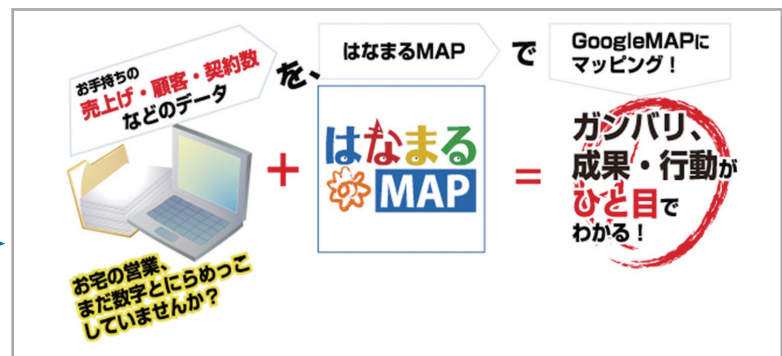 お手持ちの
売上げ・顧客・契約数
などのデータ
を、
はなまるMAP
で
GoogleMAPに
マッピング！
+
はなまる
MAP
=
ガンバリ、
成果・行動が
ひと目で
わかる！
お宅の営業、
まだ数字とにらめっこ
していませんか？